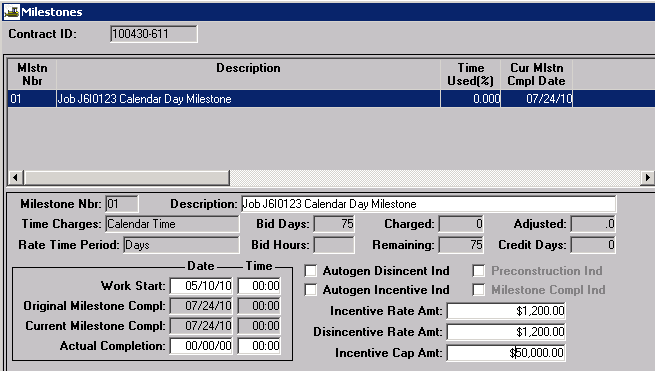 Milestones
Contract ID: 100430-611
Mlstn Nbr Description Time Used(%) Cur Mlstn Cmpl Date
01 Job J6I0123 Calendar Day Milestone 0.000 07/24/10
Milestone Nbr: 01 Description: Job J6I0123 Calendar Day Milestone
Time Charges: Calendar Time Bid Days: 75 Charged: 0 Adjusted: .0
Rate Time Period: Days Bid Hours: Remaining: 75 Credit Days: 0
Date Time
Work Start: 05/10/10 00:00
Original Milestone Compl: 07/24/10 00:00
Current Milestone Compl: 07/24/10 00:00
Actual Completion: 00/00/00 00:00
Autogen Disincent Ind Preconstruction Ind
Autogen Incentive Ind Milestone Compl Ind
Incentive Rate Amt: $1,200.00
Disincentive Rate Amt: $1,200.00
Incentive Cap Amt: $50,000.00